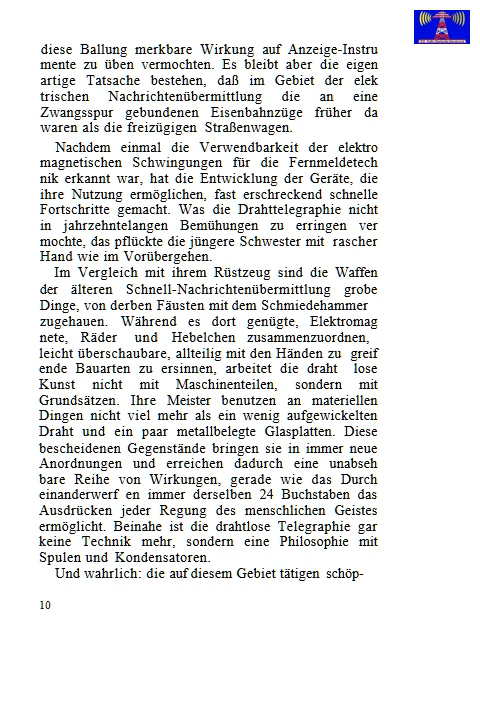 diese Ballung merkbare Wirkung auf Anzeige-Instru
mente zu üben vermochten. Es bleibt aber die eigen
artige Tatsache bestehen, daß im Gebiet der elek
trischen Nachrichtenübermittlung die an eine
Zwangsspur gebundenen Eisenbahnzüge früher da
waren als die freizügigen Straßenwagen.
Nachdem einmal die Verwendbarkeit der elektro
magnetischen Schwingungen für die Fernmeldetech
nik erkannt war, hat die Entwicklung der Geräte, die
ihre Nutzung ermöglichen, fast erschreckend schnelle
Fortschritte gemacht. Was die Drahttelegraphie nicht
in jahrzehntelangen Bemühungen zu erringen ver
mochte, das pflückte die jüngere Schwester mit rascher
Hand wie im Vorübergehen.
Im Vergleich mit ihrem Rüstzeug sind die Waffen
der älteren Schnell-Nachrichtenübermittlung grobe
Dinge, von derben Fäusten mit dem Schmiedehammer
zugehauen. Während es dort genügte, Elektromag
nete, Räder und Hebelchen zusammenzuordnen,
leicht überschaubare, allteilig mit den Händen zu greif
ende Bauarten zu ersinnen, arbeitet die draht lose
Kunst nicht mit Maschinenteilen, sondern mit
Grundsätzen. Ihre Meister benutzen an materiellen
Dingen nicht viel mehr als ein wenig aufgewickelten
Draht und ein paar metallbelegte Glasplatten. Diese
bescheidenen Gegenstände bringen sie in immer neue
Anordnungen und erreichen dadurch eine unabseh
bare Reihe von Wirkungen, gerade wie das Durch
einanderwerf en immer derselben 24 Buchstaben das
Ausdrücken jeder Regung des menschlichen Geistes
ermöglicht. Beinahe ist die drahtlose Telegraphie gar
keine Technik mehr, sondern eine Philosophie mit
Spulen und Kondensatoren.
Und wahrlich: die auf diesem Gebiet tätigen schöp-
10